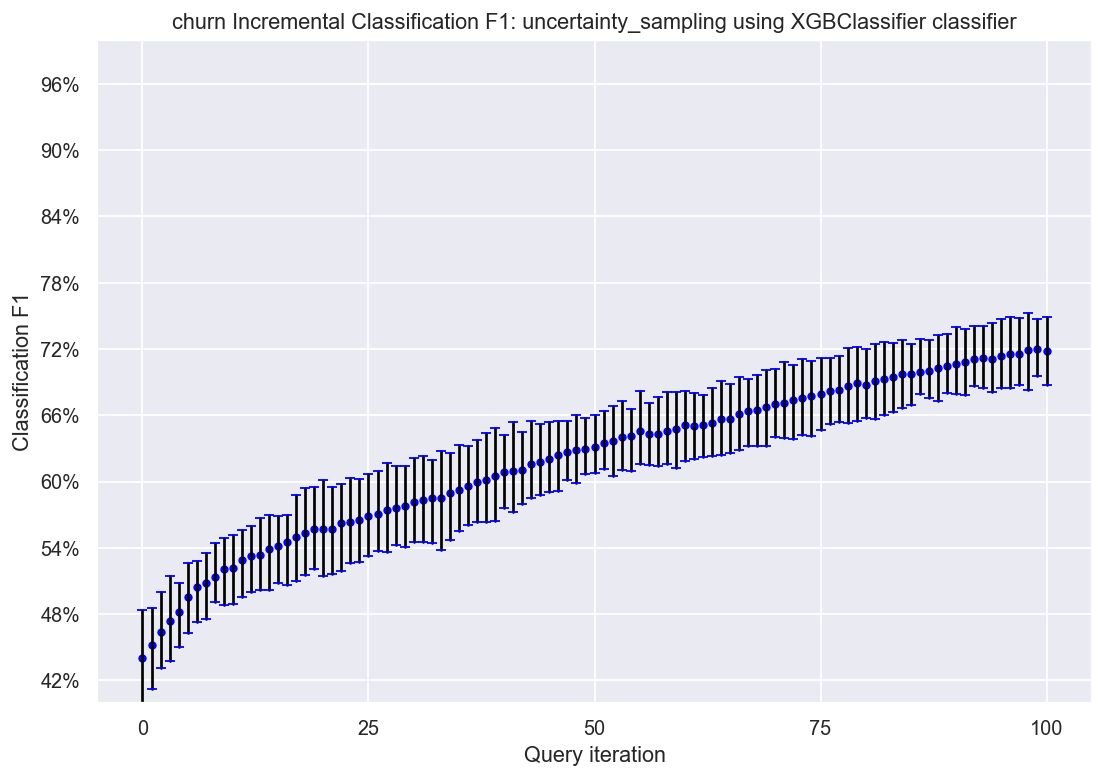 churn Incremental Classification F1: uncertainty_sampling using XGBClassifier classifier
96%
90%
84%
78%
72%
66%
60%
54%
48%
42%
Classification F1
0 25 50 75 100
Query iteration